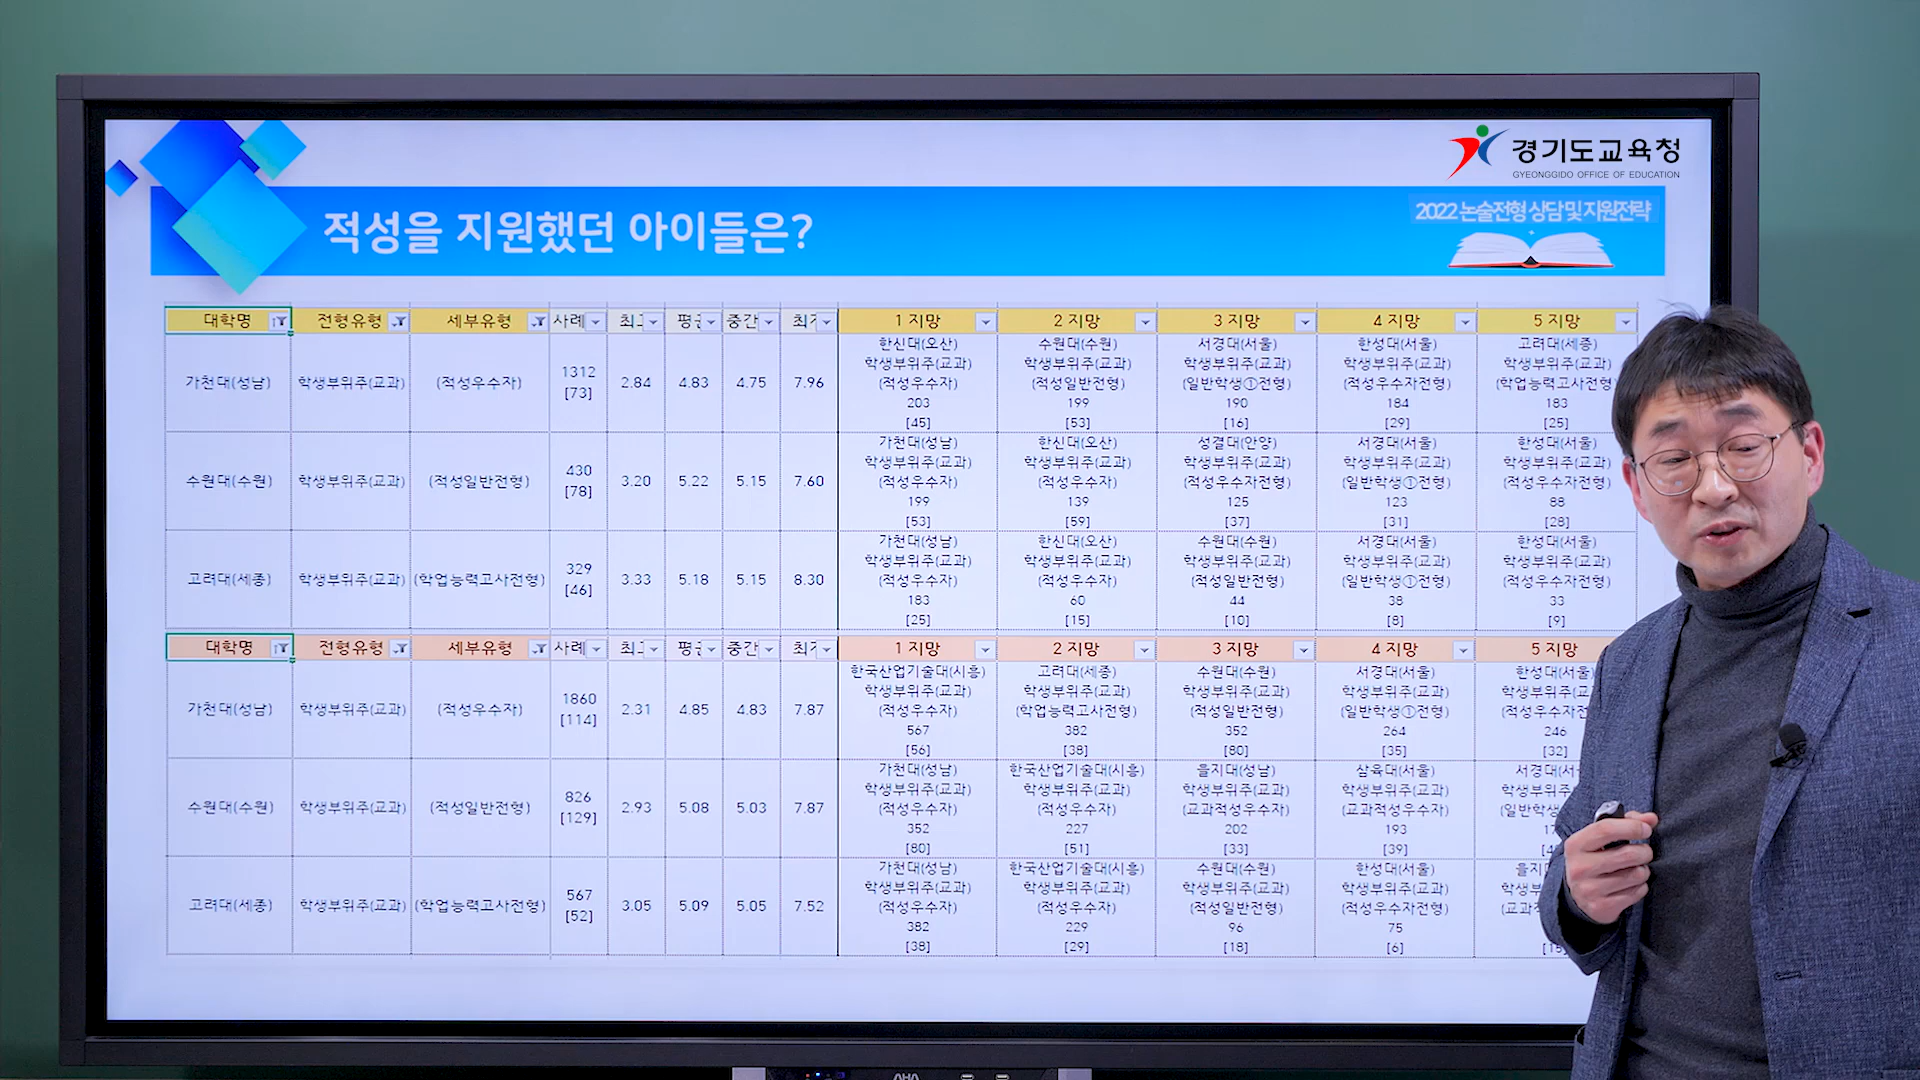 경기도교육청
GYEONGGIDO OFFICE OF EDUCATION
2022 논술전형 상담 및 지원전략
적성을 지원했던 아이들은?
대학명 전형유형 세부유형 사례 중간 1 지망 2 지망 3 지망 4 지망 5 지망
가천대(성남) 학생부위주(교과) (적성우수자) 1312 [73] 2.84 4.83 4.75 7.96
한신대(오산) 학생부위주(교과) (적성우수자) 203 [45]
수원대(수원) 학생부위주(교과) (적성일반전형) 199 [53]
서경대(서울) 학생부위주(교과) (일반학생①전형) 190 [16]
한성대(서울) 학생부위주(교과) (적성우수자전형) 184 [29]
고려대(세종) 학생부위주(교과) (학업능력고사전형 183 [25]
수원대(수원) 학생부위주(교과) (적성일반전형) 430 [78] 3.20 5.22 5.15 7.60
가천대(성남) 학생부위주(교과) (적성우수자) 199 [53]
한신대(오산) 학생부위주(교과) (적성우수자) 139 [59]
성결대(안양) 학생부위주(교과) (적성우수자전형) 125 [37]
서경대(서울) 학생부위주(교과) (일반학생①전형) 123 [31]
한성대(서울) 학생부위주(교과) (적성우수자전형) 88 [28]
고려대(세종) 학생부위주(교과) (학업능력고사전형) 329 [46] 3.33 5.18 5.15 8.30
가천대(성남) 학생부위주(교과) (적성우수자) 183 [25]
한신대(오산) 학생부위주(교과) (적성우수자) 60 [15]
수원대(수원) 학생부위주(교과) (적성일반전형) 44 [10]
서경대(서울) 학생부위주(교과) (일반학생①전형) 38 [8]
한성대(서울) 학생부위주(교과) (적성우수자전형) 33 [9]
대학명 전형유형 세부유형 사례 중간 1 지망 2 지망 3 지망 4 지망 5 지망
가천대(성남) 학생부위주(교과) (적성우수자) 1860 [114] 2.31 4.85 4.83 7.87
한국산업기술대(시흥) 학생부위주(교과) (적성우수자) 567 [56]
고려대(세종) 학생부위주(교과) (학업능력고사전형) 382 [38]
수원대(수원) 학생부위주(교과) (적성일반전형) 352 [80]
서경대(서울) 학생부위주(교과) (일반학생①전형) 264 [35]
한성대(서울) 학생부위주(교과 (적성우수자전 246 [32]
수원대(수원) 학생부위주(교과) (적성일반전형) 826 [129] 2.93 5.08 5.03 7.87
가천대(성남) 학생부위주(교과) (적성우수자) 352 [80]
한국산업기술대(시흥) 학생부위주(교과) (적성우수자) 227 [51]
을지대(성남) 학생부위주(교과) (교과적성우수자) 202 [33]
삼육대(서울) 학생부위주(교과) (교과적성우수자) 193 [39]
서경대(서 학생부위주 (일반학생
고려대(세종) 학생부위주(교과) (학업능력고사전형) 567 [52] 3.05 5.09 5.05 7.52
가천대(성남) 학생부위주(교과) (적성우수자) 382 [38]
한국산업기술대(시흥) 학생부위주(교과) (적성우수자) 229 [29]
수원대(수원) 학생부위주(교과) (적성일반전형) 96 [18]
한성대(서울) 학생부위주(교과) (적성우수자전형) 75 [6]
을지 학생부 (교과
AHA